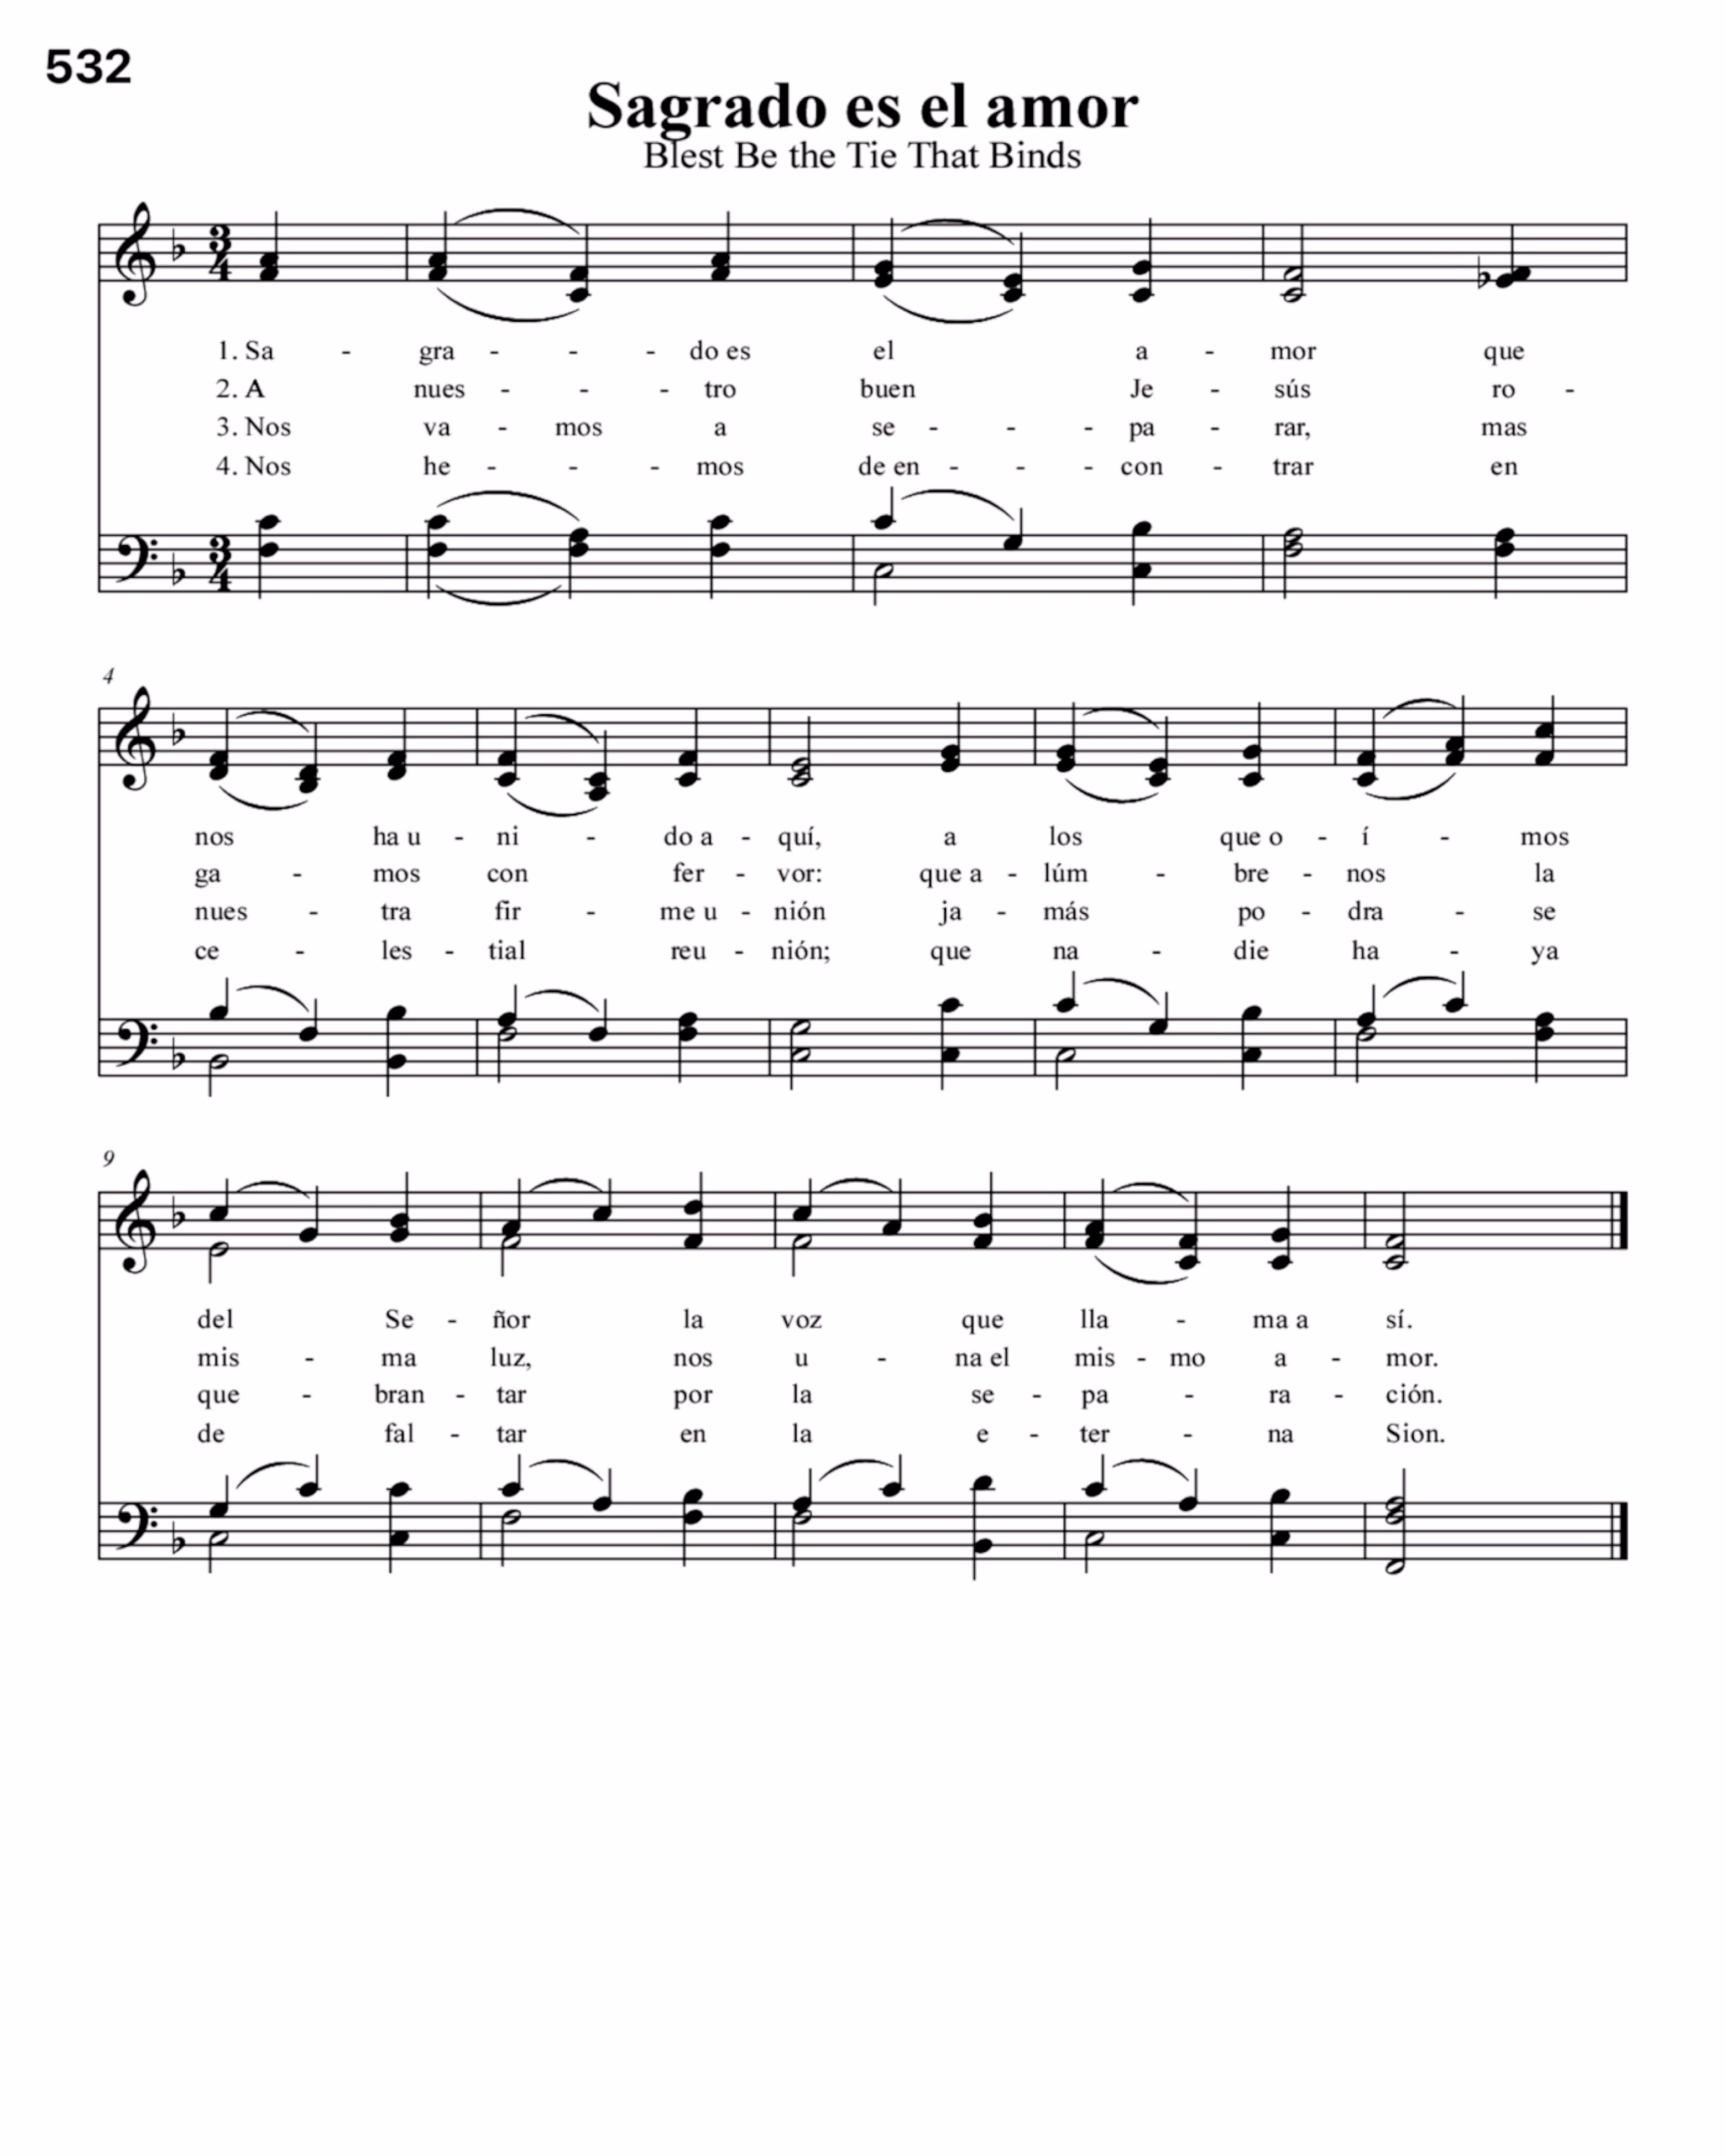 532
Sagrado es el amor
Blest Be the Tie That Binds
3 4
1. Sa - gra - - - do es el a - mor que
2. A nues - - - tro buen Je - sús ro -
3. Nos va - mos a se - - - pa - rar, mas
4. Nos he - - - mos de en - - - con - trar en
3 4
4
nos ha u - ni - do a - quí, a los que o - í - mos
ga - mos con fer - vor: que a - lúm - bre - nos la
nues - tra fir - me u - nión ja - más po - dra - se
ce - les - tial reu - nión; que na - die ha - ya
9
del Se - ñor la voz que lla - ma a sí.
mis - ma luz, nos u - na el mis - mo a - mor.
que - bran - tar por la se - pa - ra - ción.
de fal - tar en la e - ter - na Sion.